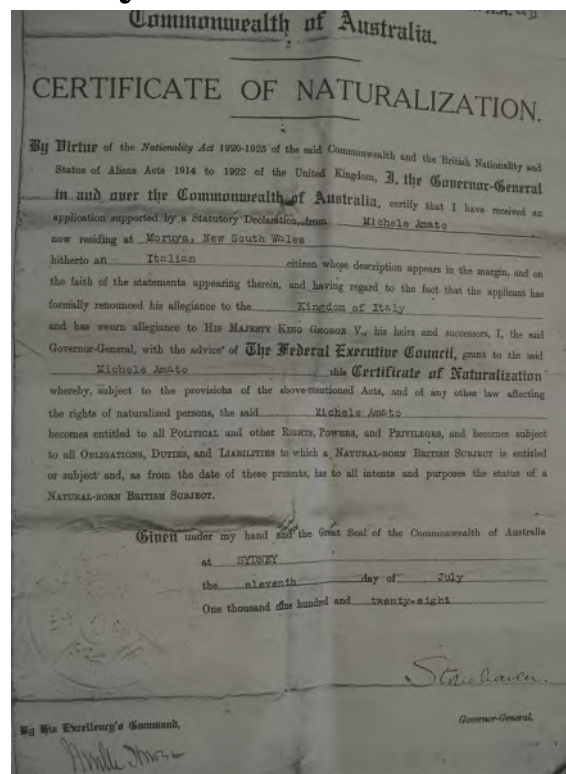 Commonwealth of Australia.
CERTIFICATE OF NATURALIZATION.
By Virtue of the Nationality Act 1920-1925 of the said Commonwealth and the British Nationality and
Status of Aliens Acts 1914 to 1922 of the United Kingdom, I, the Governor-General
in and over the Commonwealth of Australia, certify that I have received an
application supported by a Statutory Declaration, from Michele Amato
now residing at Moruya, New South Wales
hitherto an Italian citizen whose description appears in the margin, and on
the faith of the statements appearing therein, and having regard to the fact that the applicant has
formally renounced his allegiance to the Kingdom of Italy
and has sworn allegiance to HIS MAJESTY KING GEORGE V., his heirs and successors, I, the said
Governor-General, with the advice of The Federal Executive Council, grant to the said
Michele Amato this Certificate of Naturalization
whereby, subject to the provisions of the above-mentioned Acts, and of any other law affecting
the rights of naturalized persons, the said Michele Amato
becomes entitled to all POLITICAL and other RIGHTS, POWERS, and PRIVILEGES, and becomes subject
to all OBLIGATIONS, DUTIES, and LIABILITIES to which a NATURAL-BORN BRITISH SUBJECT is entitled
or subject and, as from the date of these presents, has to all intents and purposes the status of a
NATURAL-BORN BRITISH SUBJECT.
Given under my hand and the Great Seal of the Commonwealth of Australia
at SYDNEY
the eleventh day of July
One thousand nine hundred and twenty-eight
Stonehaven.
Governor-General.
By His Excellency's Command,